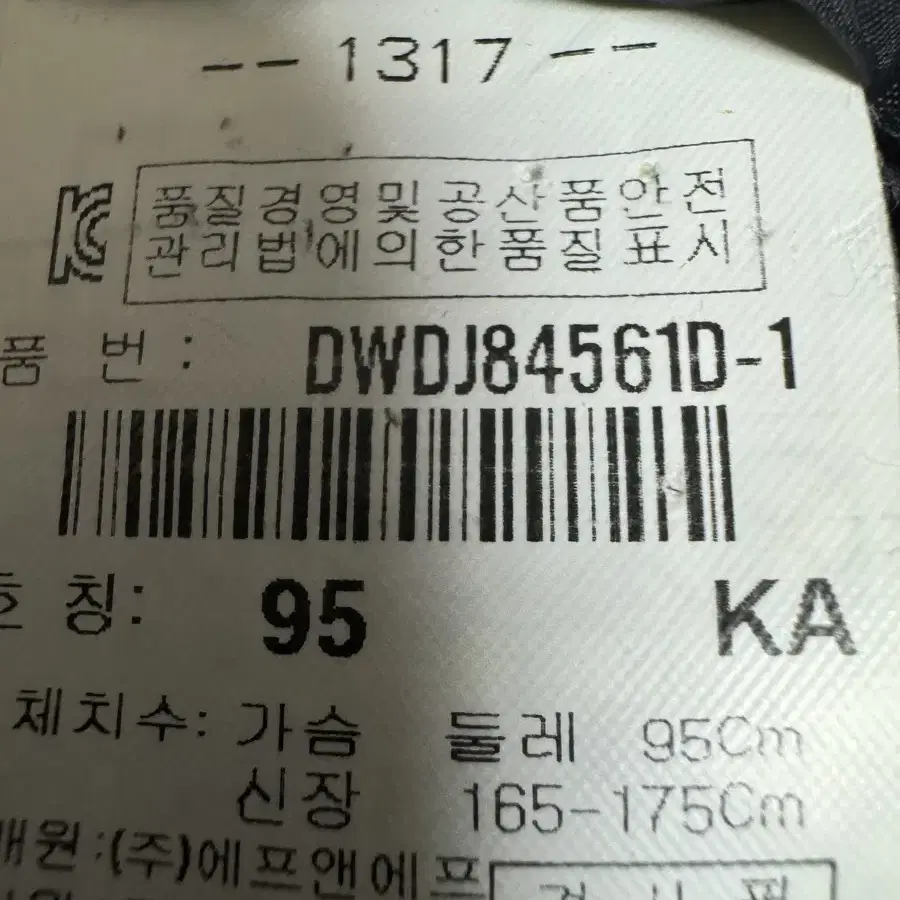 -- 1317 --
품질경영및공산품안전
관리법에의한품질표시
품 번 : DWDJ84561D-1
칭: 95 KA
체치수: 가슴 둘레 95Cm
신장 165-175Cm
(주)에프앤에프